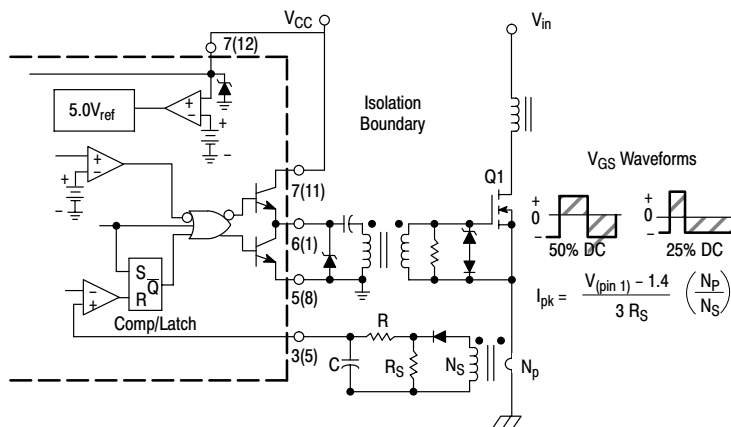 V_CC
V_in
7(12)
5.0V_ref
+
−
+
−
Isolation
Boundary
+
−
+
−
7(11)
Q1
V_GS Waveforms
+
0
−
+
0
−
50% DC
25% DC
6(1)
S
R
Q̅
−
+
5(8)
Comp/Latch
I_pk = V_(pin 1) − 1.4 / 3 R_S (N_P / N_S)
3(5)
R
C
R_S
N_S
N_p